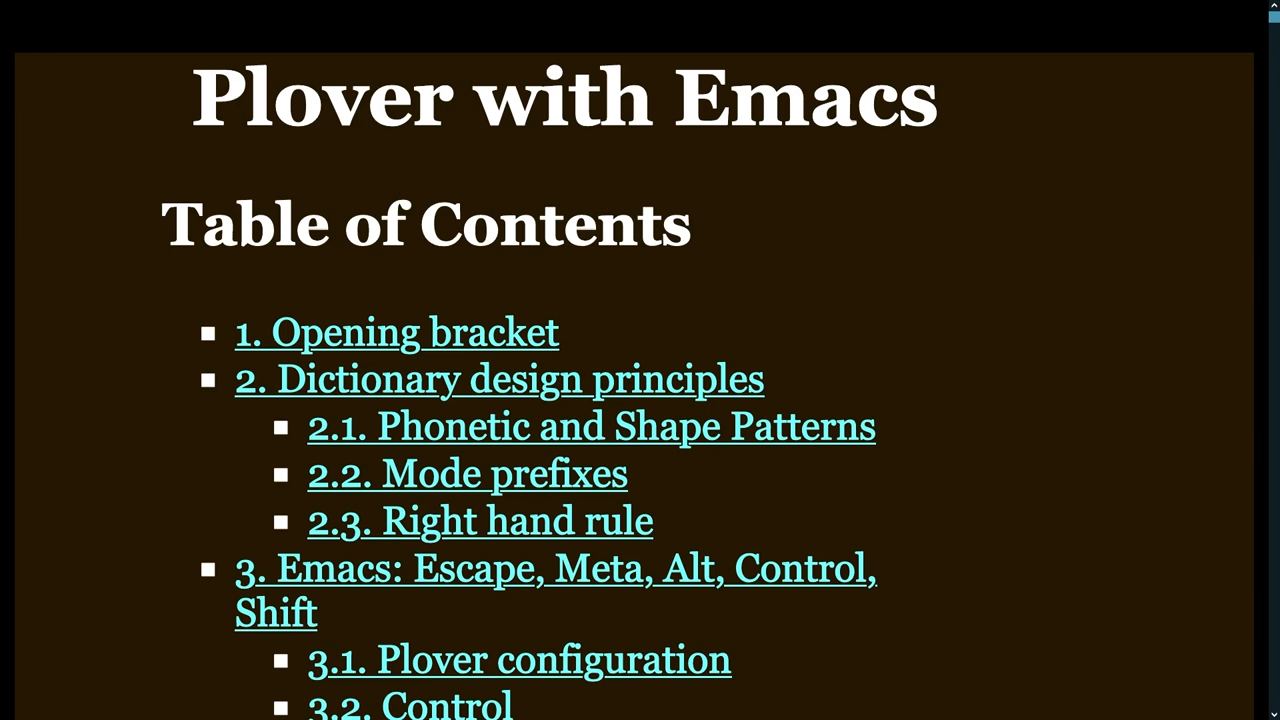 Plover with Emacs
Table of Contents
1. Opening bracket
2. Dictionary design principles
2.1. Phonetic and Shape Patterns
2.2. Mode prefixes
2.3. Right hand rule
3. Emacs: Escape, Meta, Alt, Control,
Shift
3.1. Plover configuration
3.2. Control